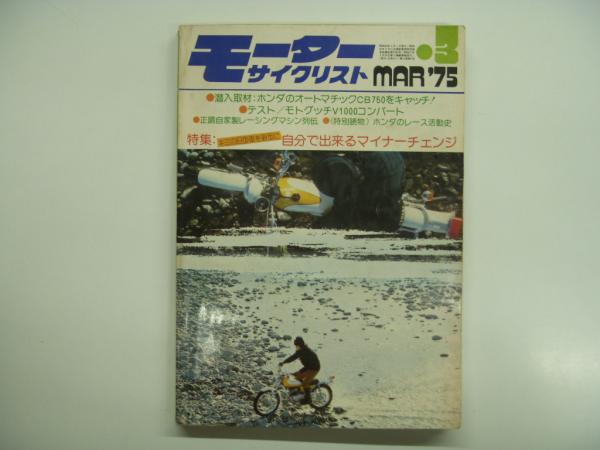 モーター
サイクリスト
MAR '75
•3
●潜入取材:ホンダのオートマチックCB750をキャッチ!
●テスト/モトグッチV1000コンバート
●正調自家製レーシングマシン列伝 ●〈特別読物〉ホンダのレース活動史
特集: 自分で出来るマイナーチェンジ